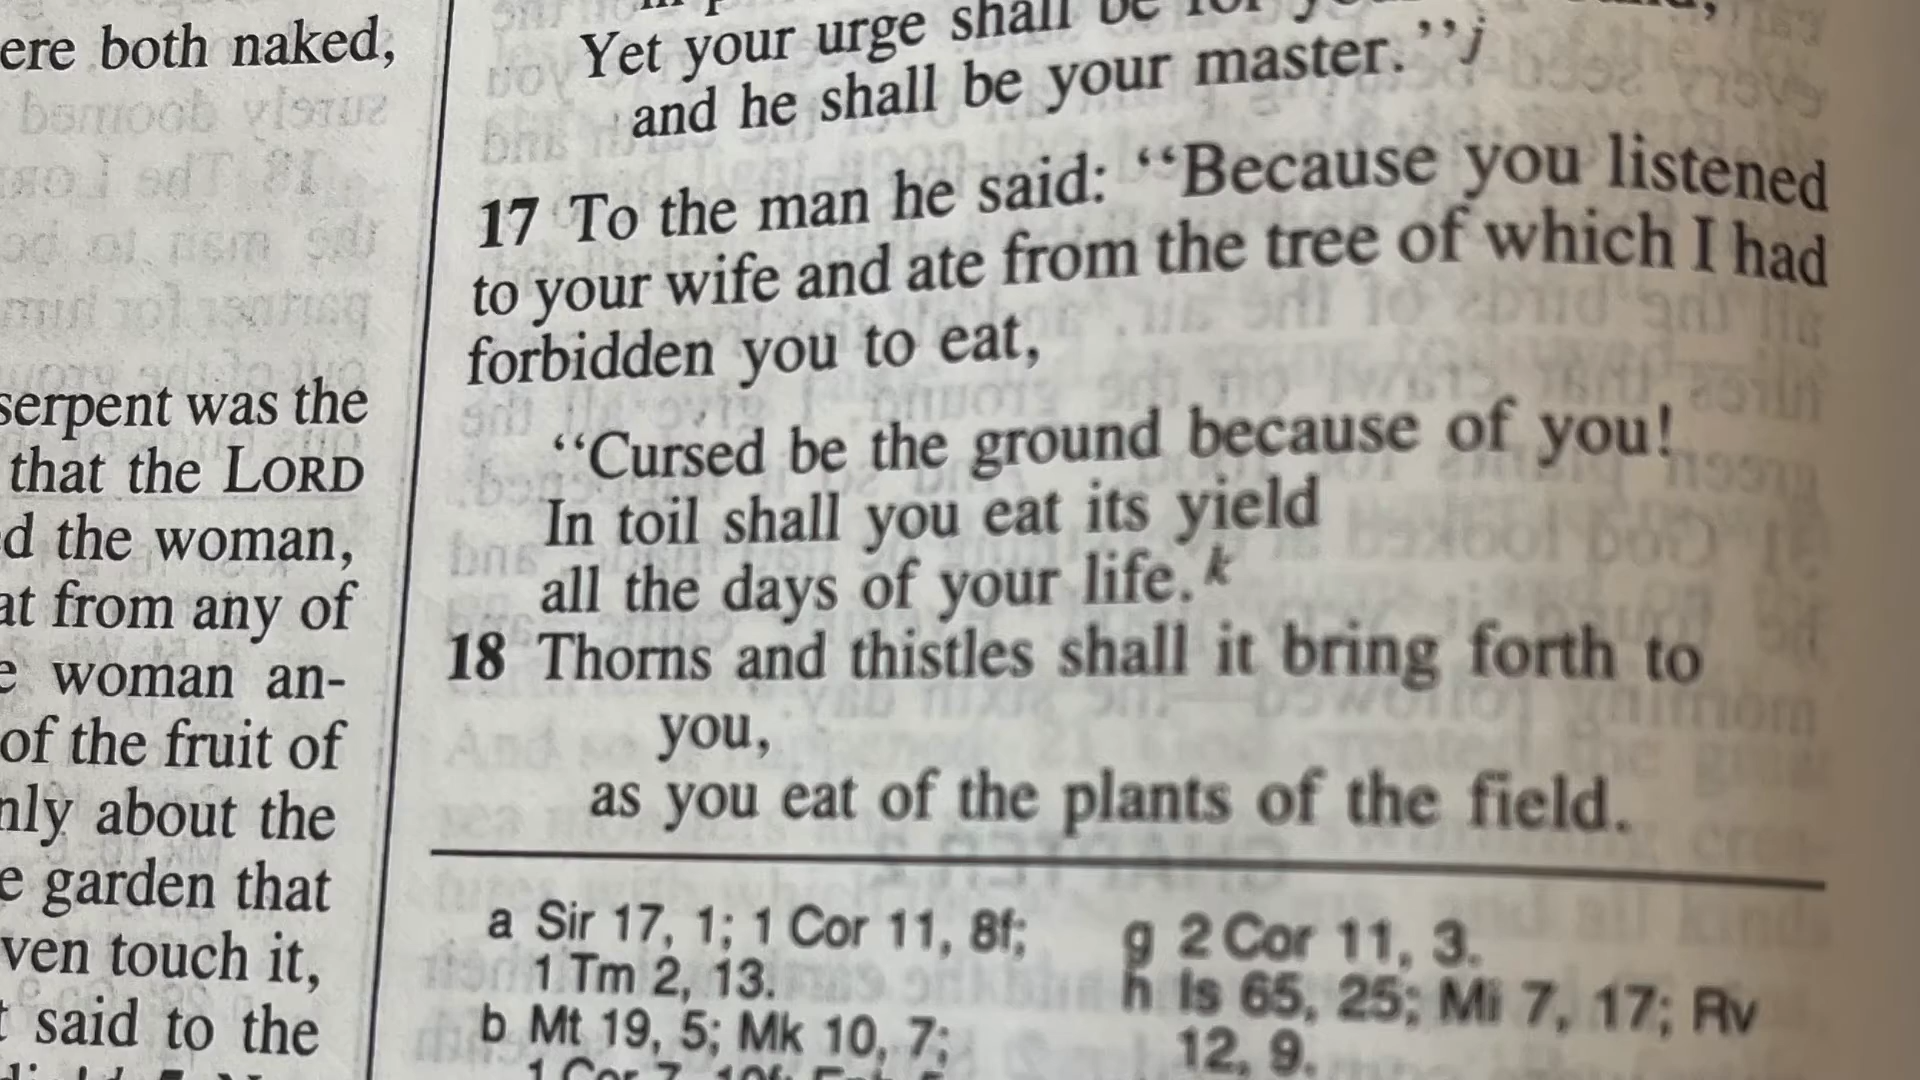 ere both naked,
serpent was the
that the LORD
d the woman,
at from any of
e woman an-
of the fruit of
nly about the
e garden that
ven touch it,
t said to the
Yet your urge shall be for
and he shall be your master.’’j
17 To the man he said: ‘‘Because you listened
to your wife and ate from the tree of which I had
forbidden you to eat,
‘‘Cursed be the ground because of you!
In toil shall you eat its yield
all the days of your life.k
18 Thorns and thistles shall it bring forth to
you,
as you eat of the plants of the field.
a Sir 17, 1; 1 Cor 11, 8f;
1 Tm 2, 13.
b Mt 19, 5; Mk 10, 7;
g 2 Cor 11, 3.
h Is 65, 25; Mi 7, 17; Rv
12, 9.